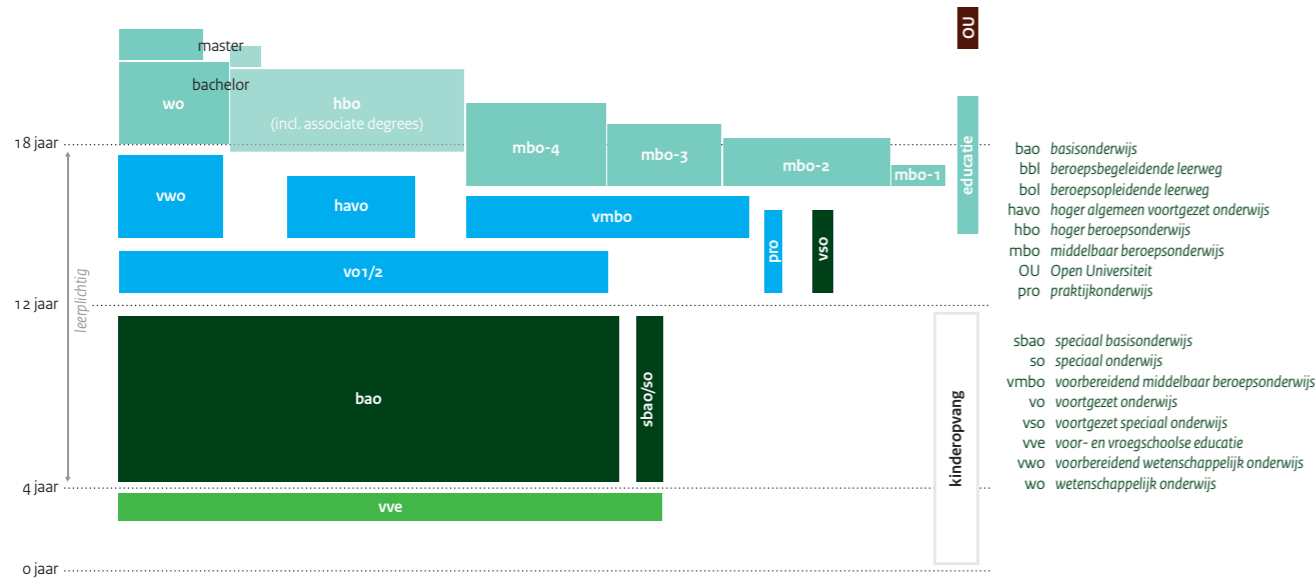 OU
master
bachelor
wo
hbo
(incl. associate degrees)
18 jaar
mbo-4
mbo-3
mbo-2
mbo-1
educatie
vwo
havo
vmbo
pro
vso
vo1/2
12 jaar
leerplichtig
bao
sbao/so
kinderopvang
4 jaar
vve
0 jaar
bao basisonderwijs
bbl beroepsbegeleidende leerweg
bol beroepsopleidende leerweg
havo hoger algemeen voortgezet onderwijs
hbo hoger beroepsonderwijs
mbo middelbaar beroepsonderwijs
OU Open Universiteit
pro praktijkonderwijs
sbao speciaal basisonderwijs
so speciaal onderwijs
vmbo voorbereidend middelbaar beroepsonderwijs
vo voortgezet onderwijs
vso voortgezet speciaal onderwijs
vve voor- en vroegschoolse educatie
vwo voorbereidend wetenschappelijk onderwijs
wo wetenschappelijk onderwijs